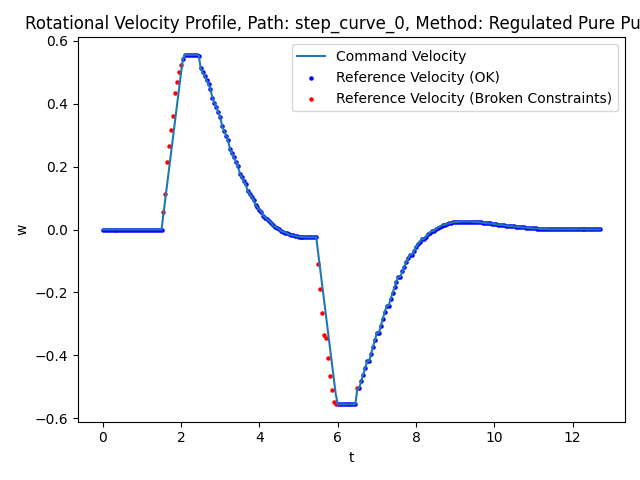 Rotational Velocity Profile, Path: step_curve_0, Method: Regulated Pure Pu
Command Velocity
Reference Velocity (OK)
Reference Velocity (Broken Constraints)
0.6
0.4
0.2
0.0
−0.2
−0.4
−0.6
w
0 2 4 6 8 10 12
t